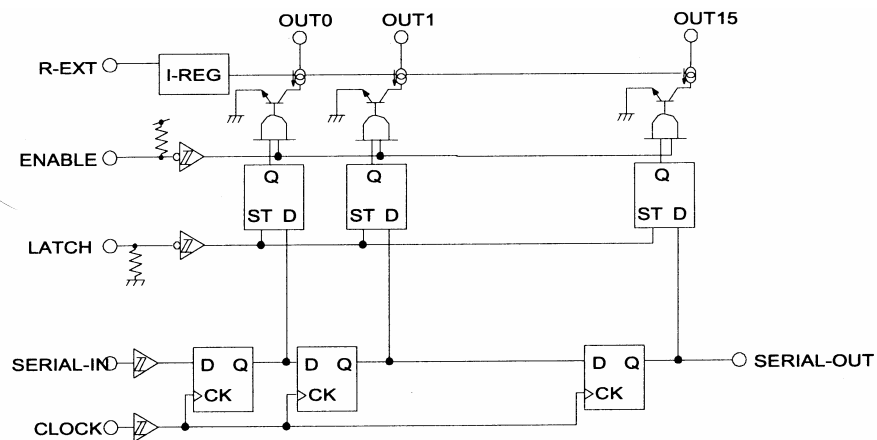 OUT0 OUT1 OUT15
R-EXT
I-REG
ENABLE
Q Q Q
ST D ST D ST D
LATCH
SERIAL-IN
D Q D Q D Q
SERIAL-OUT
CK CK CK
CLOCK